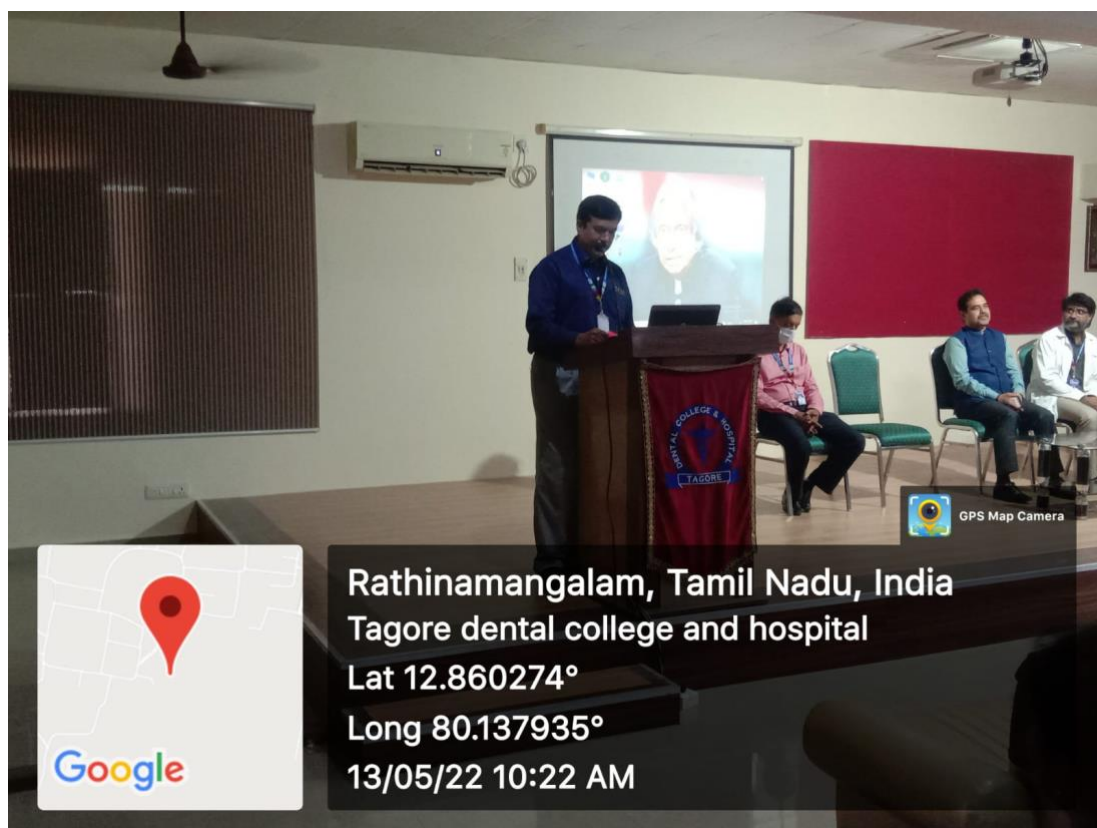 DENTAL COLLEGE & HOSPITAL
TAGORE
GPS Map Camera
Rathinamangalam, Tamil Nadu, India
Tagore dental college and hospital
Lat 12.860274°
Long 80.137935°
13/05/22 10:22 AM
Google